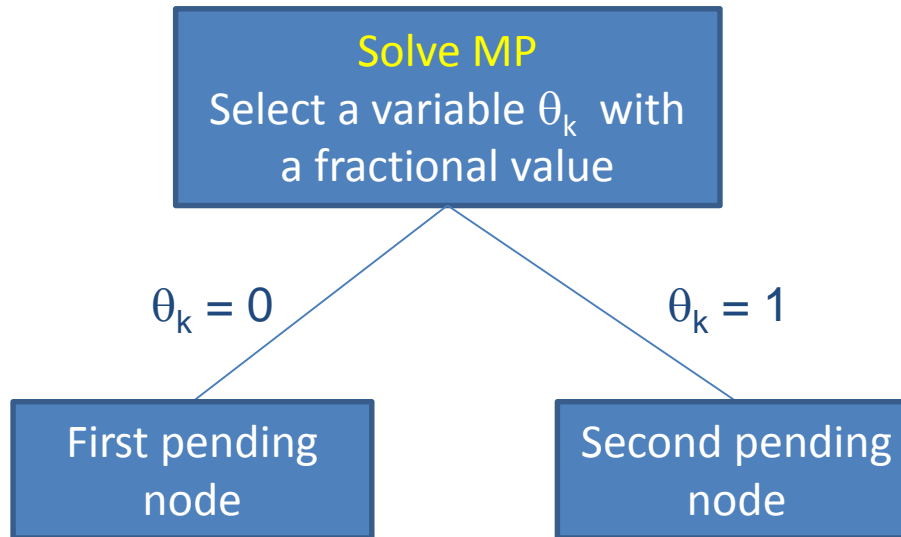 Solve MP
Select a variable θk with
a fractional value
θk = 0
θk = 1
First pending
node
Second pending
node